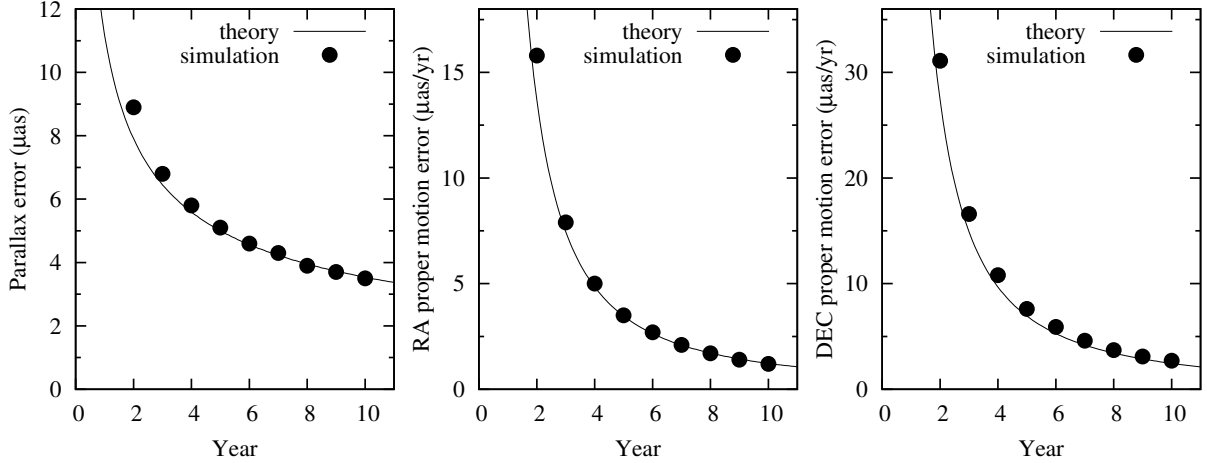 Parallax error (μas)
12
10
8
6
4
2
0
theory
simulation
0 2 4 6 8 10
Year
RA proper motion error (μas/yr)
15
10
5
0
theory
simulation
0 2 4 6 8 10
Year
DEC proper motion error (μas/yr)
30
20
10
0
theory
simulation
0 2 4 6 8 10
Year